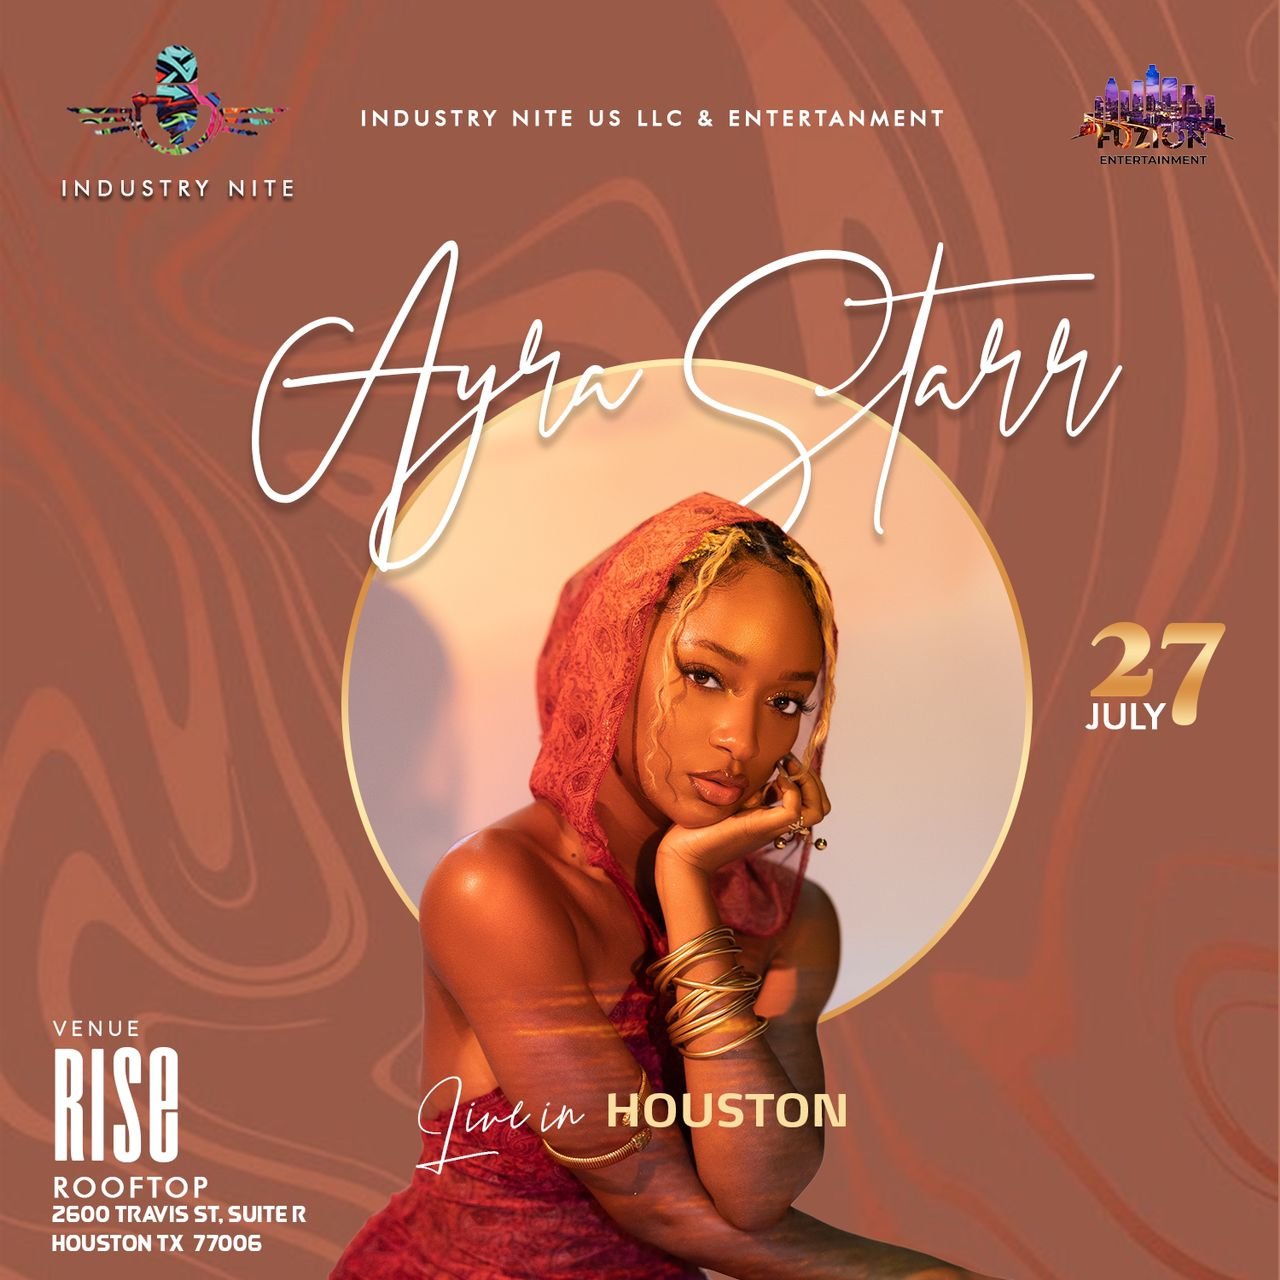 INDUSTRY NITE
INDUSTRY NITE US LLC & ENTERTANMENT
FUZION
ENTERTAINMENT
Ayra Starr
27
JULY
VENUE
RISe
ROOFTOP
2600 TRAVIS ST, SUITE R
HOUSTON TX 77006
Live in HOUSTON